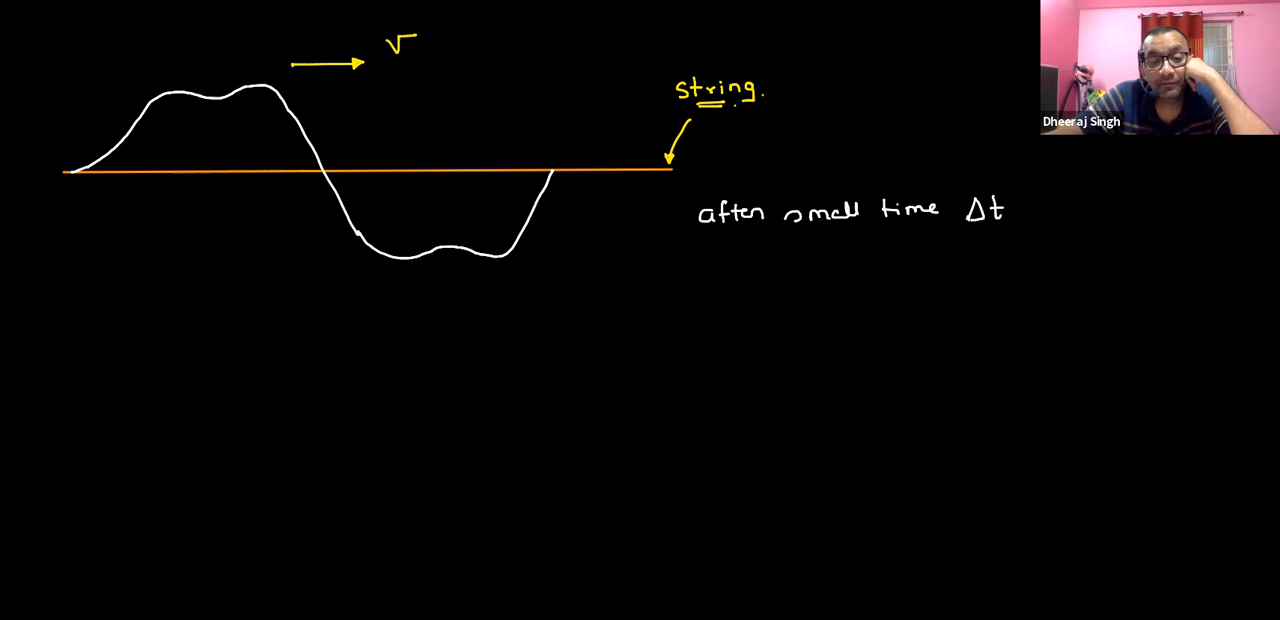 v
string.
after small time Δt
Dheeraj Singh